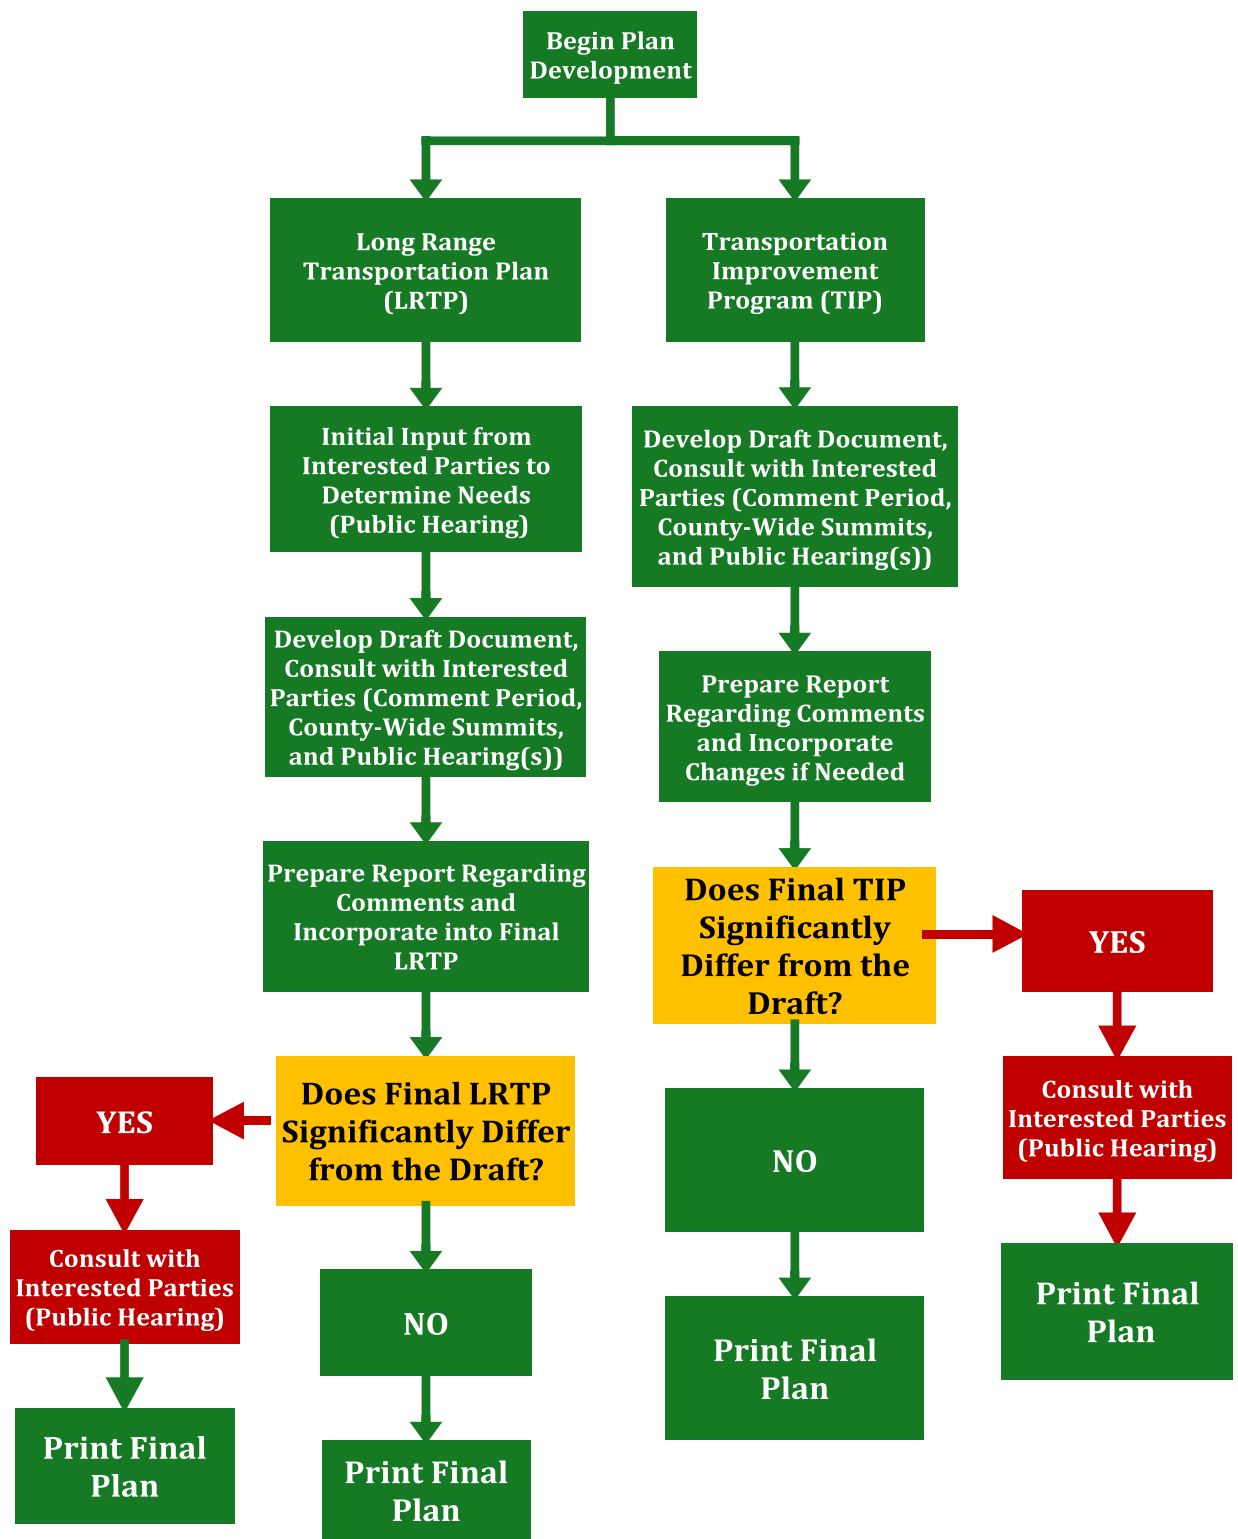 Begin Plan
Development
Long Range
Transportation Plan
(LRTP)
Transportation
Improvement
Program (TIP)
Initial Input from
Interested Parties to
Determine Needs
(Public Hearing)
Develop Draft Document,
Consult with Interested
Parties (Comment Period,
County-Wide Summits,
and Public Hearing(s))
Develop Draft Document,
Consult with Interested
Parties (Comment Period,
County-Wide Summits,
and Public Hearing(s))
Prepare Report
Regarding Comments
and Incorporate
Changes if Needed
Prepare Report Regarding
Comments and
Incorporate into Final
LRTP
Does Final TIP
Significantly
Differ from the
Draft?
YES
Does Final LRTP
Significantly Differ
from the Draft?
YES
NO
Consult with
Interested Parties
(Public Hearing)
Consult with
Interested Parties
(Public Hearing)
NO
Print Final
Plan
Print Final
Plan
Print Final
Plan
Print Final
Plan